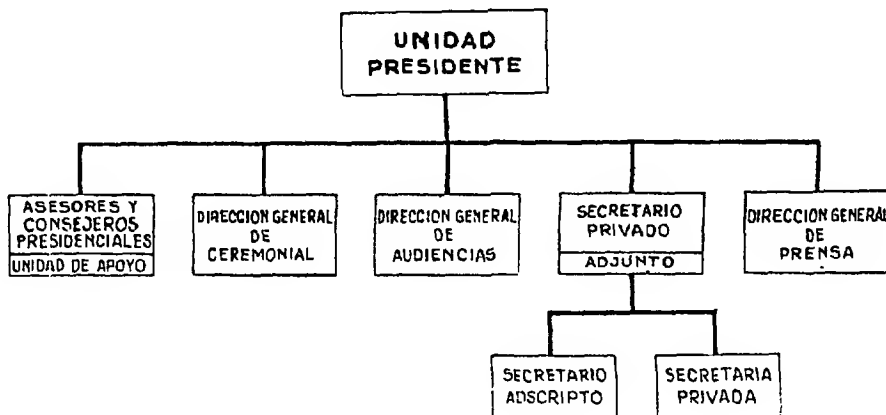 UNIDAD
PRESIDENTE
ASESORES Y
CONSEJEROS
PRESIDENCIALES
UNIDAD DE APOYO
DIRECCION GENERAL
DE
CEREMONIAL
DIRECCION GENERAL
DE
AUDIENCIAS
SECRETARIO
PRIVADO
ADJUNTO
DIRECCION GENERAL
DE
PRENSA
SECRETARIO
ADSCRIPTO
SECRETARIA
PRIVADA